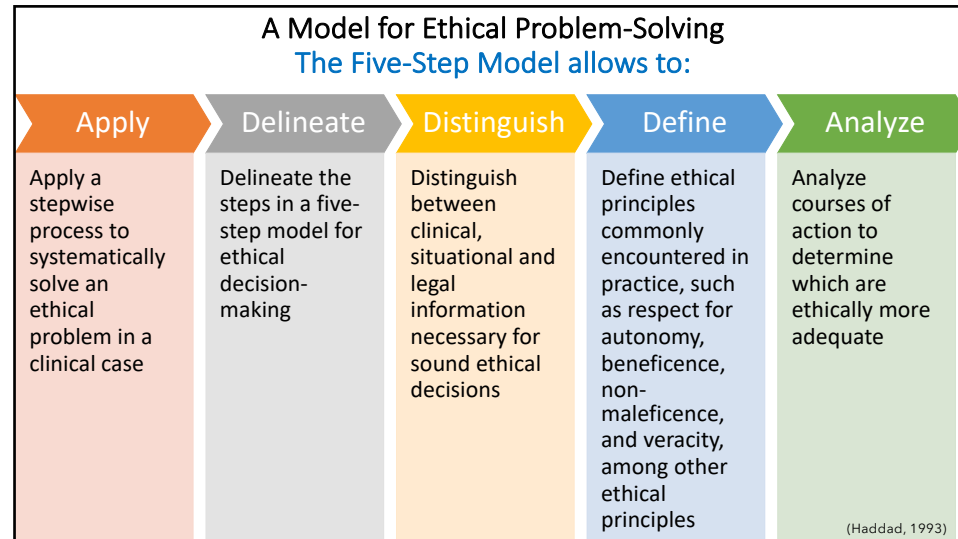 A Model for Ethical Problem-Solving
The Five-Step Model allows to:
Apply
Delineate
Distinguish
Define
Analyze
Apply a
stepwise
process to
systematically
solve an
ethical
problem in a
clinical case
Delineate the
steps in a five-
step model for
ethical
decision-
making
Distinguish
between
clinical,
situational and
legal
information
necessary for
sound ethical
decisions
Define ethical
principles
commonly
encountered in
practice, such
as respect for
autonomy,
beneficence,
non-
maleficence,
and veracity,
among other
ethical
principles
Analyze
courses of
action to
determine
which are
ethically more
adequate
(Haddad, 1993)